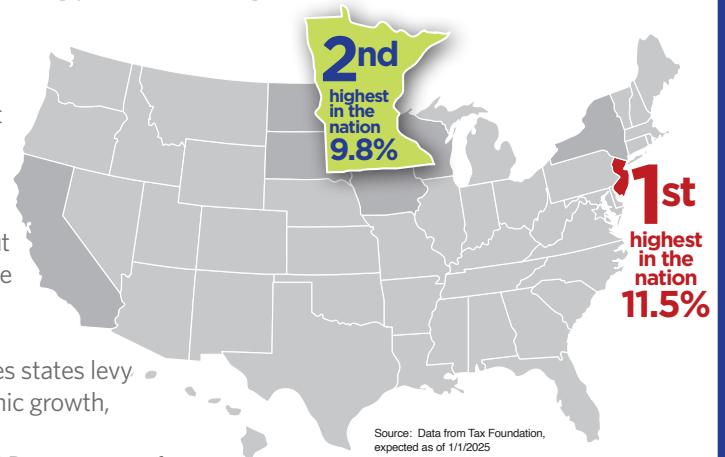 2nd
highest
in the
nation
9.8%
1st
highest
in the
nation
11.5%
es states levy
nic growth,
Source: Data from Tax Foundation,
expected as of 1/1/2025